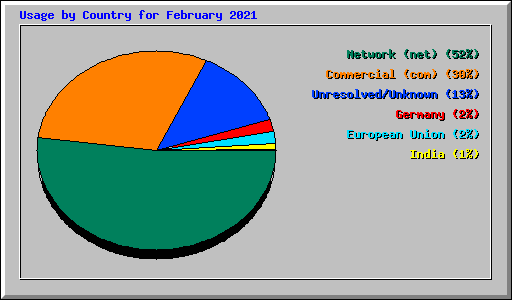 Usage by Country for February 2021
Network (net) (52%)
Commercial (com) (30%)
Unresolved/Unknown (13%)
Germany (2%)
European Union (2%)
India (1%)